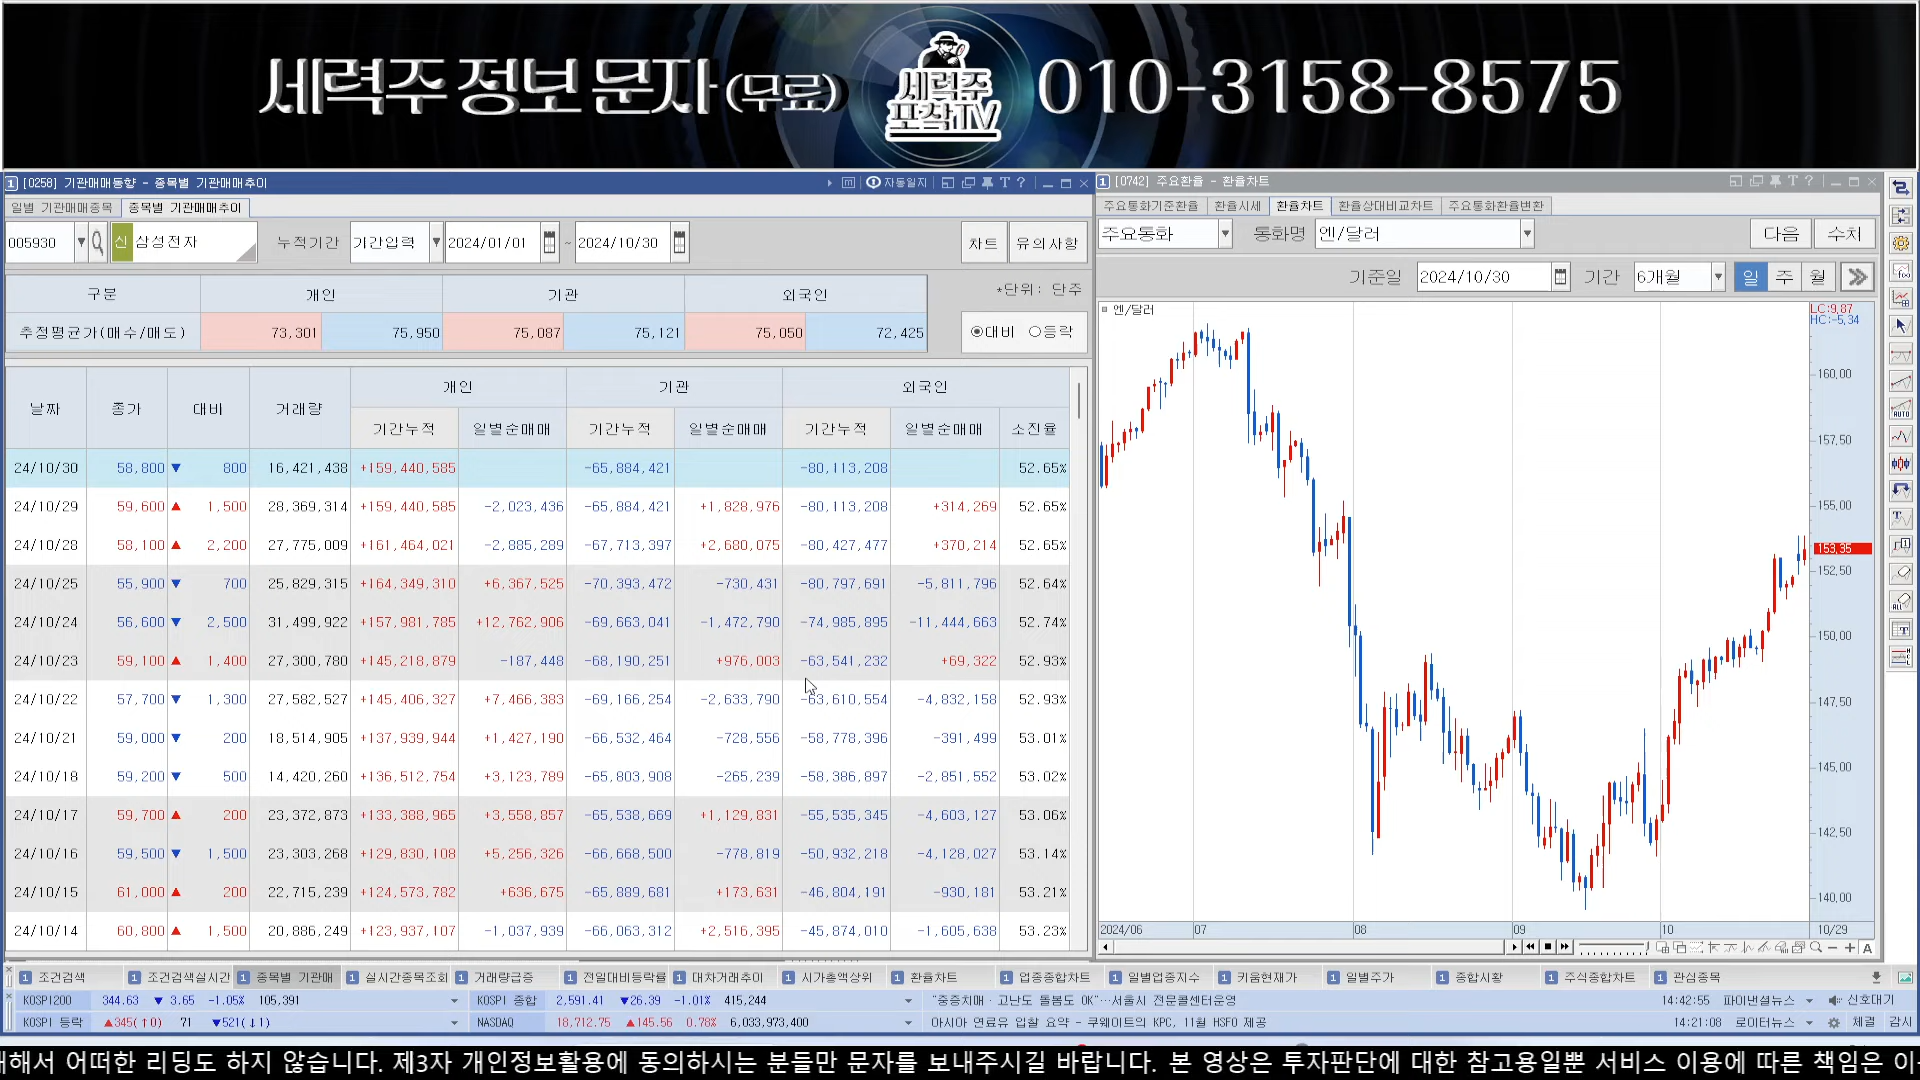 세력주 정보 문자 (무료) 세력주 포착TV 010-3158-8575
[0258] 기관매매동향 - 종목별 기관매매추이 자동일지
일별 기관매매종목 종목별 기관매매추이
005930 신 삼성전자 누적기간 기간입력 2024/01/01 ~ 2024/10/30 차트 유의사항
구분 개인 기관 외국인 *단위: 단주
추정평균가(매수/매도) 73,301 75,950 75,087 75,121 75,050 72,425 대비 등락
날짜 종가 대비 거래량 개인 기관 외국인
기간누적 일별순매매 기간누적 일별순매매 기간누적 일별순매매 소진율
24/10/30 58,800 ▼ 800 16,421,438 +159,440,585 -65,884,421 -80,113,208 52.65%
24/10/29 59,600 ▲ 1,500 28,369,314 +159,440,585 -2,023,436 -65,884,421 +1,828,976 -80,113,208 +314,269 52.65%
24/10/28 58,100 ▲ 2,200 27,775,009 +161,464,021 -2,885,289 -67,713,397 +2,680,075 -80,427,477 +370,214 52.65%
24/10/25 55,900 ▼ 700 25,829,315 +164,349,310 +6,367,525 -70,393,472 -730,431 -80,797,691 -5,811,796 52.64%
24/10/24 56,600 ▼ 2,500 31,499,922 +157,981,785 +12,762,906 -69,663,041 -1,472,790 -74,985,895 -11,444,663 52.74%
24/10/23 59,100 ▲ 1,400 27,300,780 +145,218,879 -187,448 -68,190,251 +976,003 -63,541,232 +69,322 52.93%
24/10/22 57,700 ▼ 1,300 27,582,527 +145,406,327 +7,466,383 -69,166,254 -2,633,790 -63,610,554 -4,832,158 52.93%
24/10/21 59,000 ▼ 200 18,514,905 +137,939,944 +1,427,190 -66,532,464 -728,556 -58,778,396 -391,499 53.01%
24/10/18 59,200 ▼ 500 14,420,260 +136,512,754 +3,123,789 -65,803,908 -265,239 -58,386,897 -2,851,552 53.02%
24/10/17 59,700 ▲ 200 23,372,873 +133,388,965 +3,558,857 -65,538,669 +1,129,831 -55,535,345 -4,603,127 53.06%
24/10/16 59,500 ▼ 1,500 23,303,268 +129,830,108 +5,256,326 -66,668,500 -778,819 -50,932,218 -4,128,027 53.14%
24/10/15 61,000 ▲ 200 22,715,239 +124,573,782 +636,675 -65,889,681 +173,631 -46,804,191 -930,181 53.21%
24/10/14 60,800 ▲ 1,500 20,886,249 +123,937,107 -1,037,939 -66,063,312 +2,516,395 -45,874,010 -1,605,638 53.23%
[0742] 주요환율 - 환율차트
주요통화기준환율 환율시세 환율차트 환율상대비교차트 주요통화환율변환
주요통화 통화명 엔/달러 다음 수치
기준일 2024/10/30 기간 6개월 일 주 월
엔/달러 LC:9,87
HC:-5,34
160,00
157,50
155,00
153,35
152,50
150,00
147,50
145,00
142,50
140,00
2024/06 07 08 09 10 10/29
조건검색 조건검색실시간 종목별 기관매 실시간종목조회 거래량급증 전일대비등락률 대차거래추이 시가총액상위 환율차트 업종종합차트 일별업종지수 키움현재가 일별주가 종합시황 주식종합차트 관심종목
KOSPI200 344.63 ▼ 3.65 -1.05% 105,391 KOSPI 종합 2,591.41 ▼26.39 -1.01% 415,244 "중증치매·고난도 돌봄도 OK"…서울시 전문콜센터운영 14:42:55 파이낸셜뉴스 신호대기
KOSPI 등락 ▲345(↑0) 71 ▼521(↓1) NASDAQ 18,712.75 ▲145.56 0.78% 6,033,973,400 아시아 연료유 입찰 요약 - 쿠웨이트의 KPC, 11월 HSFO 제공 14:21:08 로이터뉴스 체결 감시
해서 어떠한 리딩도 하지 않습니다. 제3자 개인정보활용에 동의하시는 분들만 문자를 보내주시길 바랍니다. 본 영상은 투자판단에 대한 참고용일뿐 서비스 이용에 따른 책임은 이